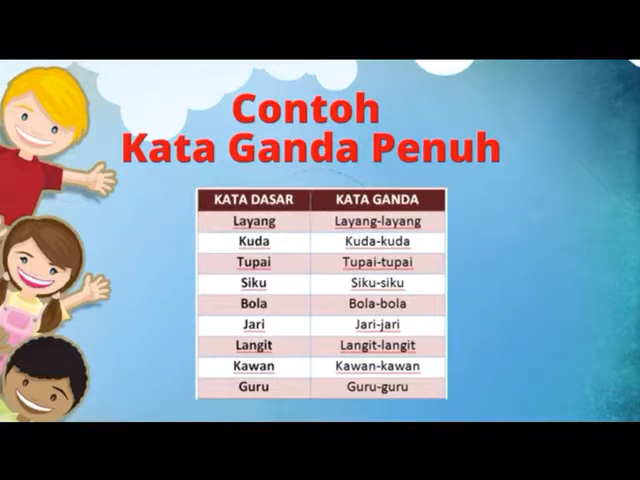 Contoh
Kata Ganda Penuh
KATA DASAR KATA GANDA
Layang Layang-layang
Kuda Kuda-kuda
Tupai Tupai-tupai
Siku Siku-siku
Bola Bola-bola
Jari Jari-jari
Langit Langit-langit
Kawan Kawan-kawan
Guru Guru-guru